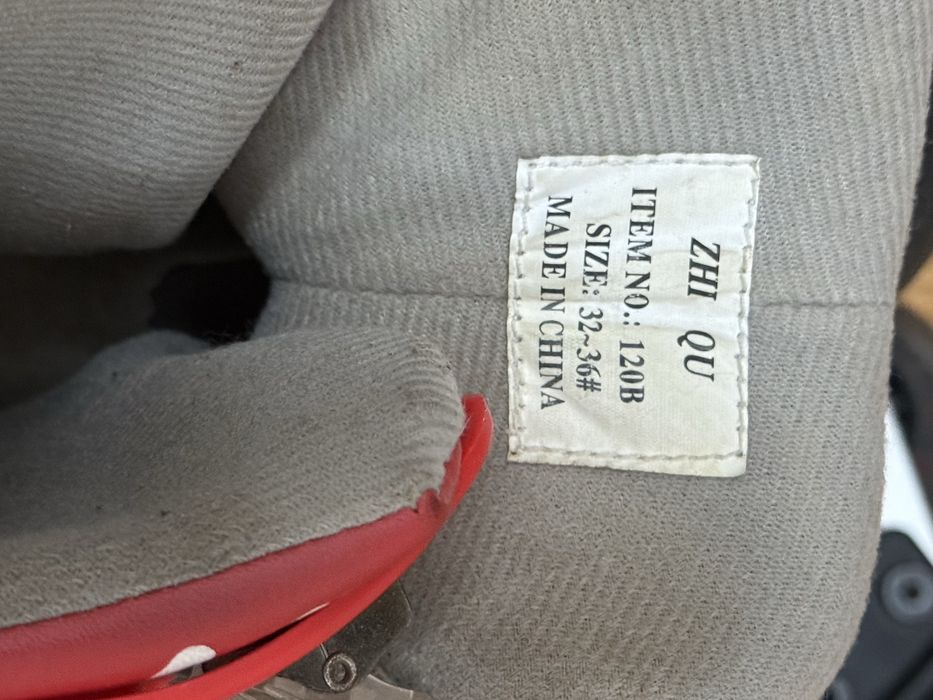 ZHI QU
ITEM NO.: 120B
SIZE: 32~36#
MADE IN CHINA